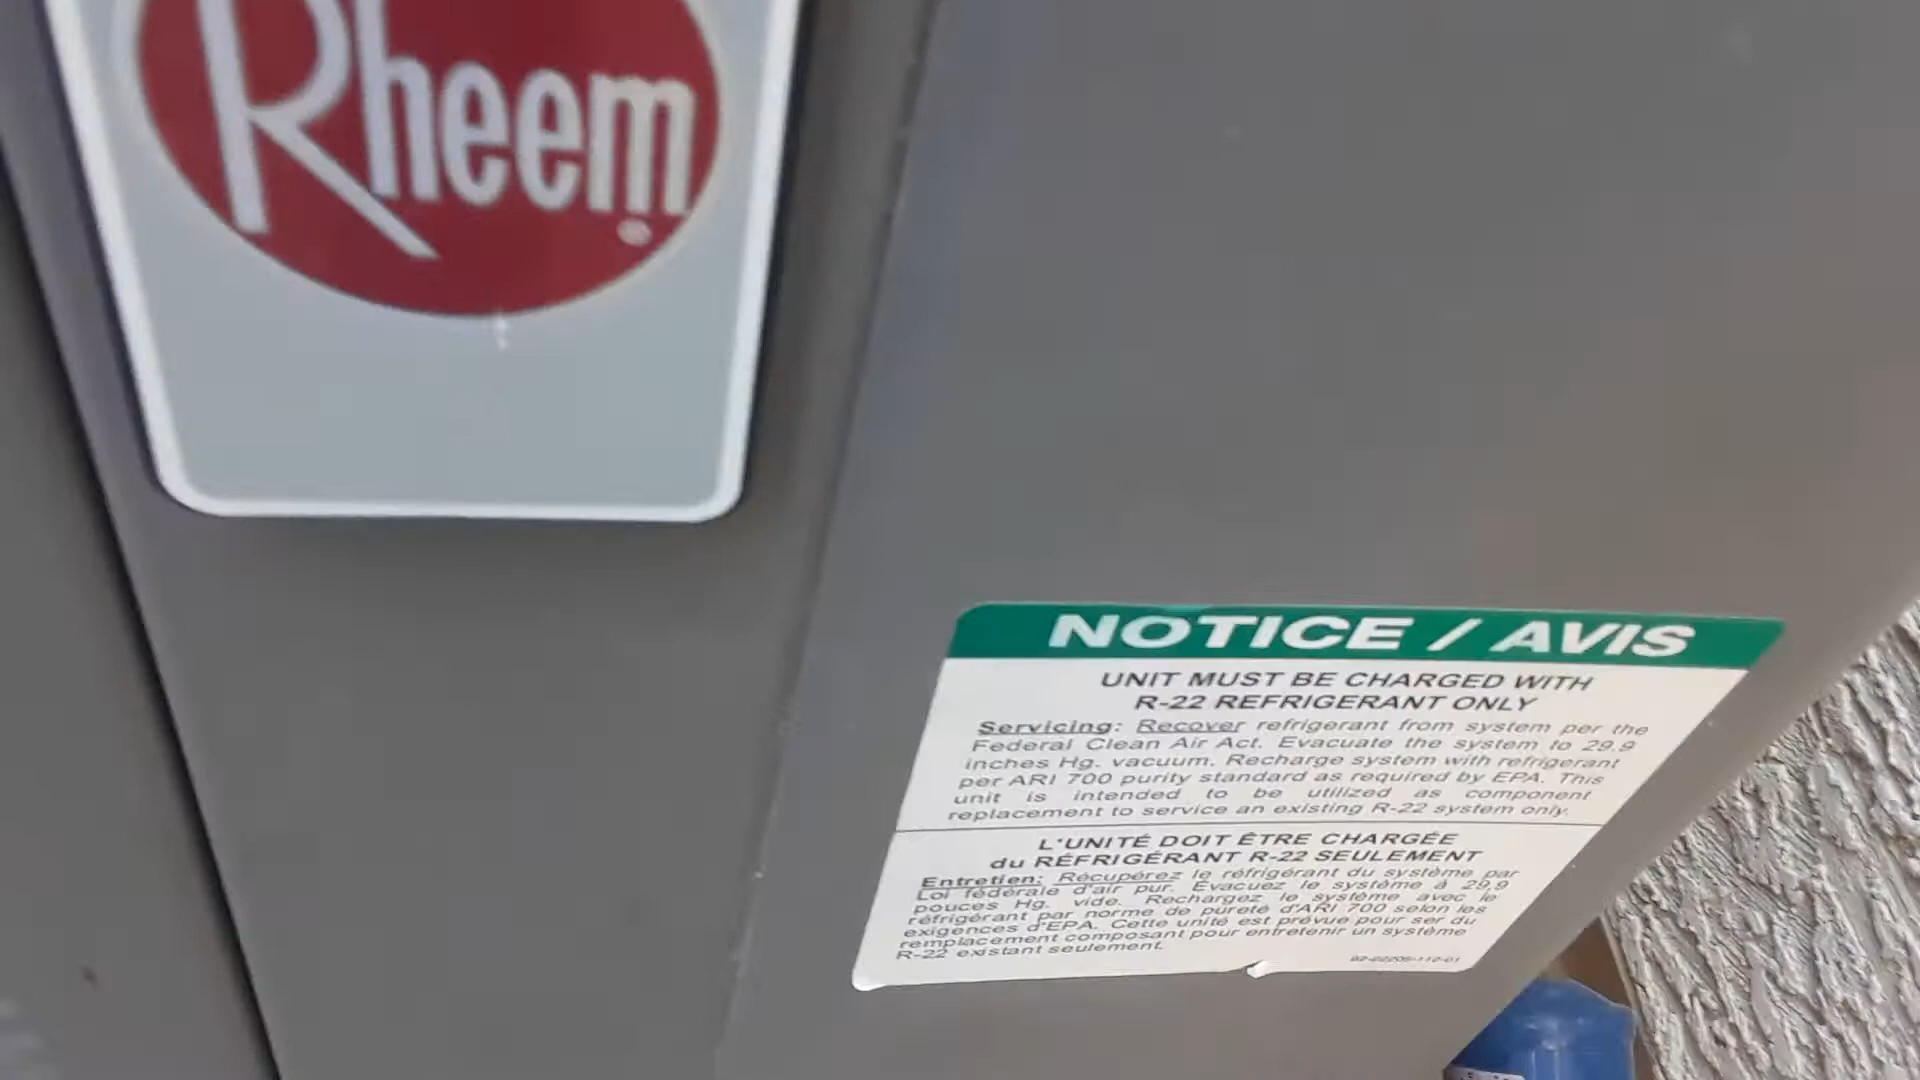 Rheem
NOTICE / AVIS
UNIT MUST BE CHARGED WITH
R-22 REFRIGERANT ONLY
Servicing: Recover refrigerant from system per the
Federal Clean Air Act. Evacuate the system to 29.9
inches Hg. vacuum. Recharge system with refrigerant
per ARI 700 purity standard as required by EPA. This
unit is intended to be utilized as component
replacement to service an existing R-22 system only.
L'UNITÉ DOIT ÊTRE CHARGÉE
du RÉFRIGÉRANT R-22 SEULEMENT
Entretien: Récupérez le réfrigérant du système par
Loi fédérale d'air pur. Évacuez le système à 29,9
pouces Hg. vide. Rechargez le système avec le
réfrigérant par norme de pureté d'ARI 700 selon les
exigences d'EPA. Cette unité est prévue pour ser du
remplacement composant pour entretenir un système
R-22 existant seulement.